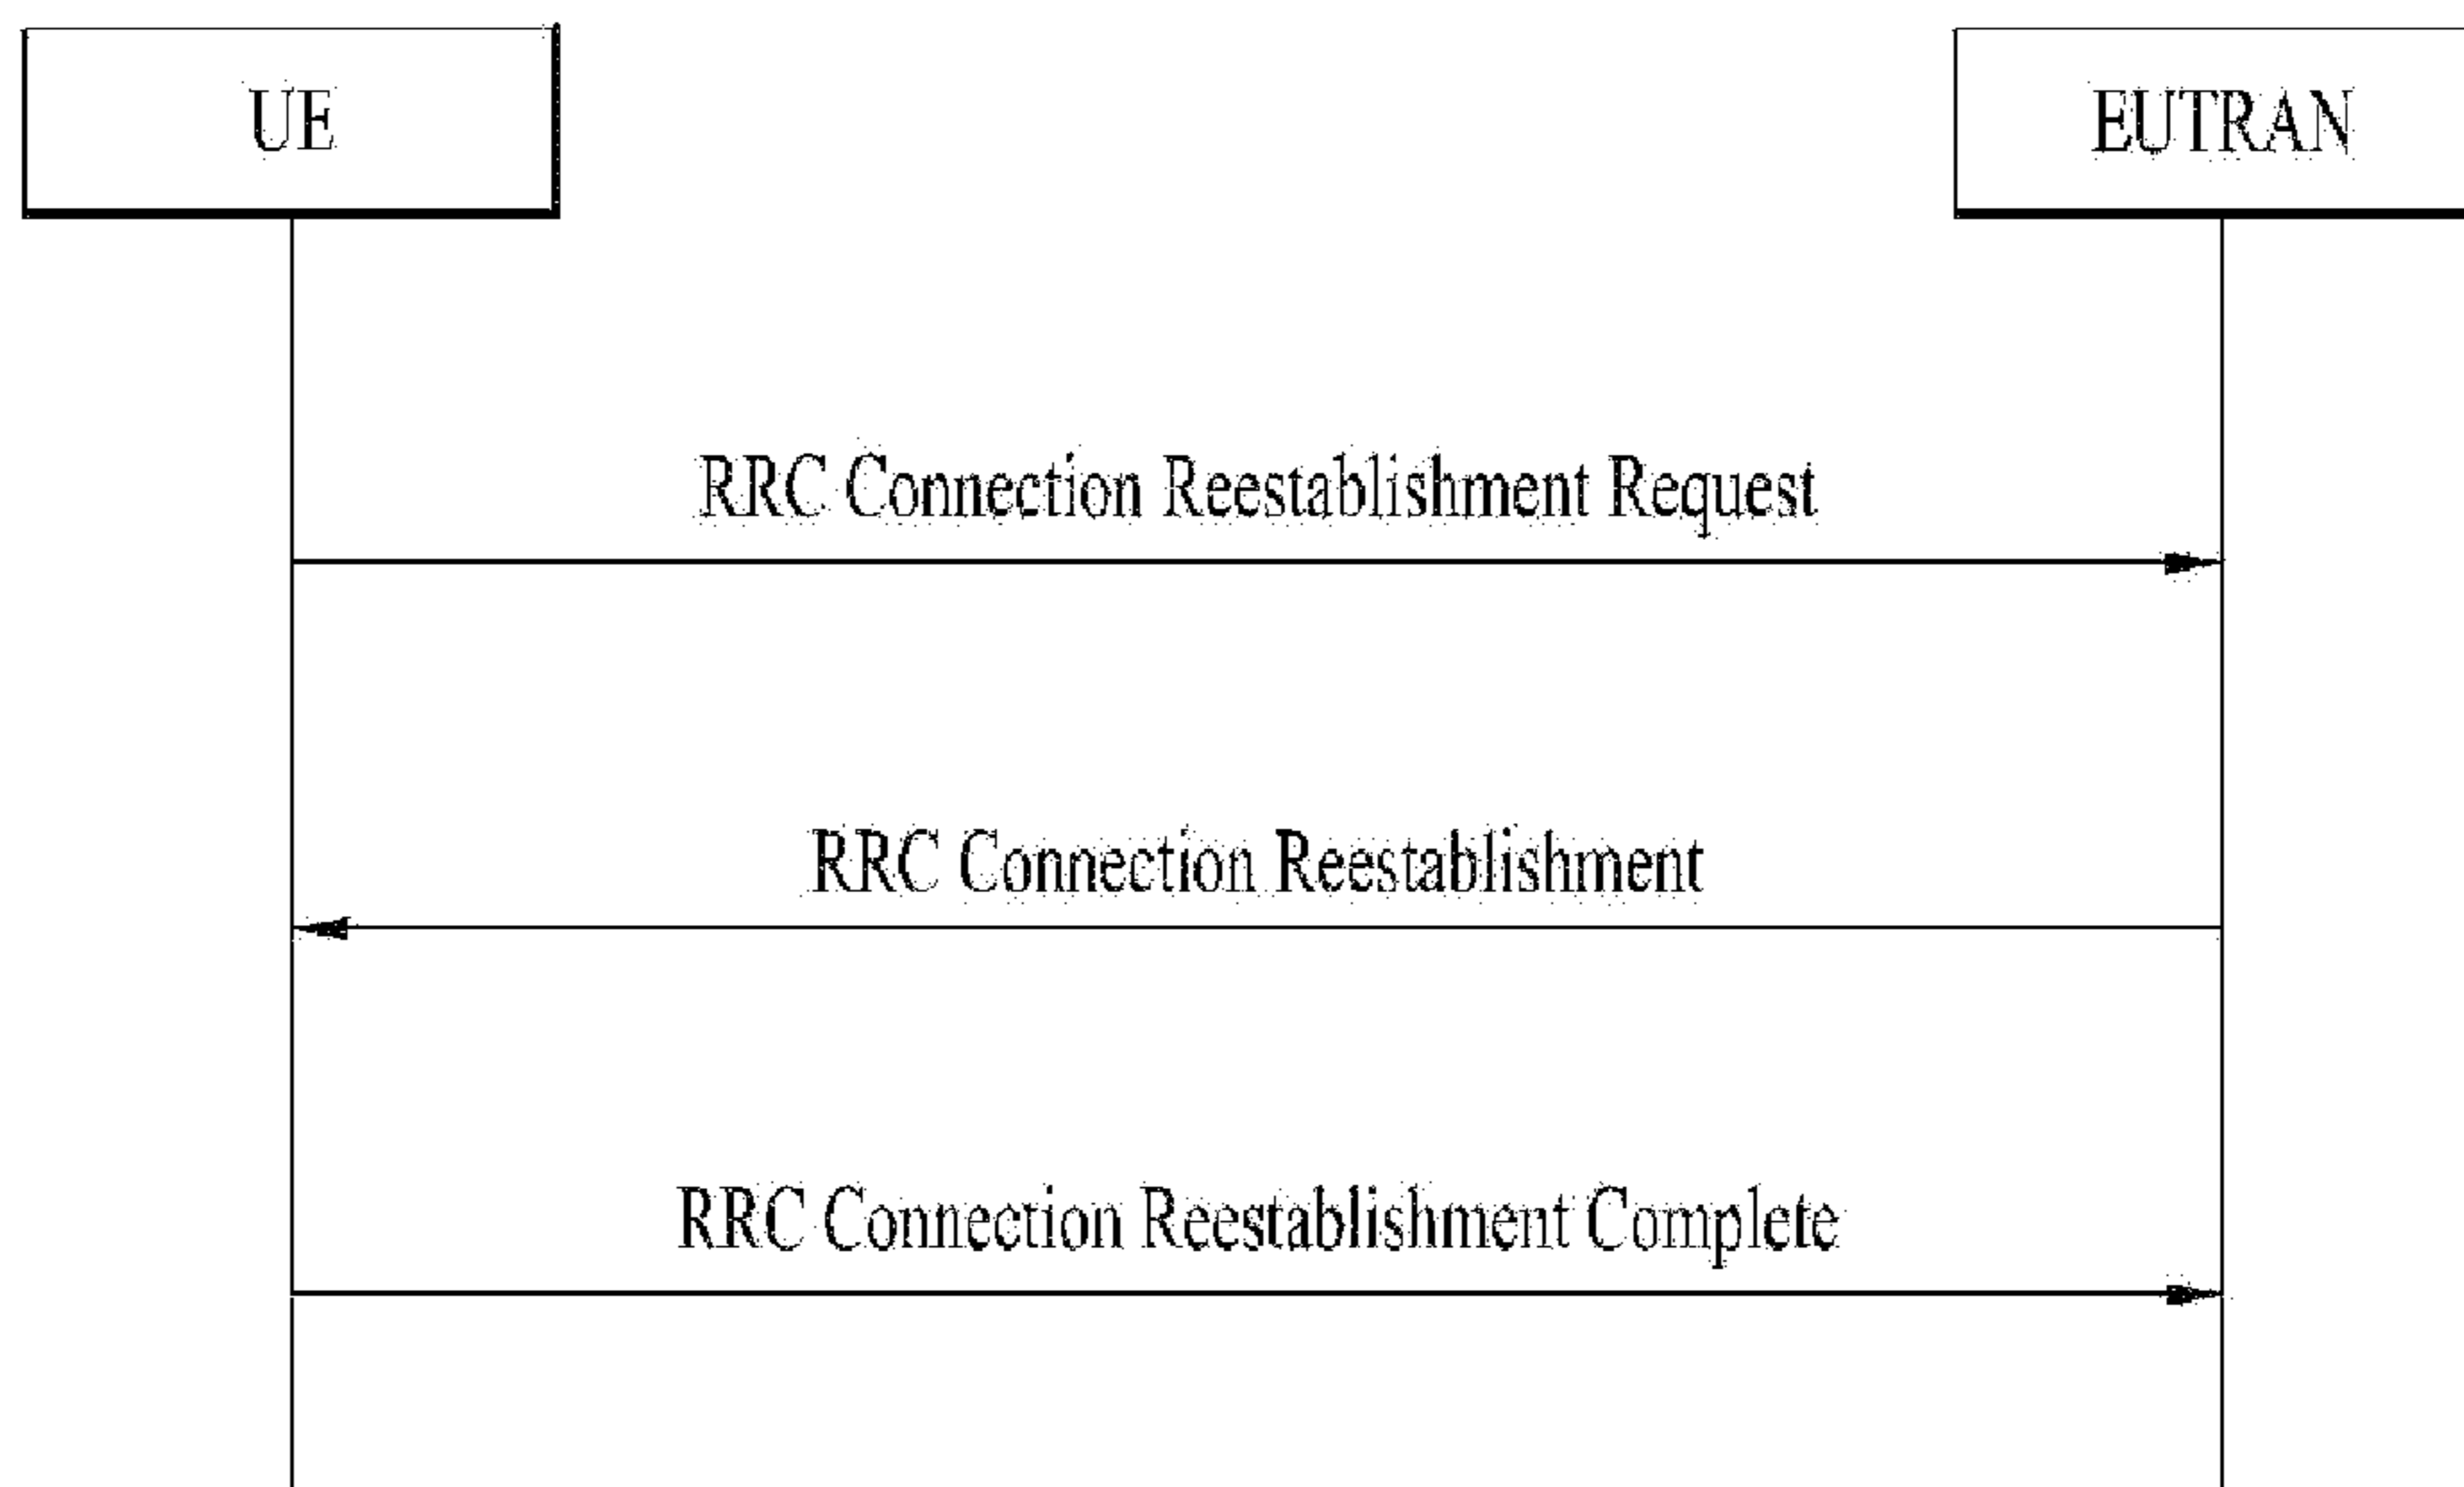 UE
EUTRAN
RRC Connection Reestablishment Request
RRC Connection Reestablishment
RRC Connection Reestablishment Complete